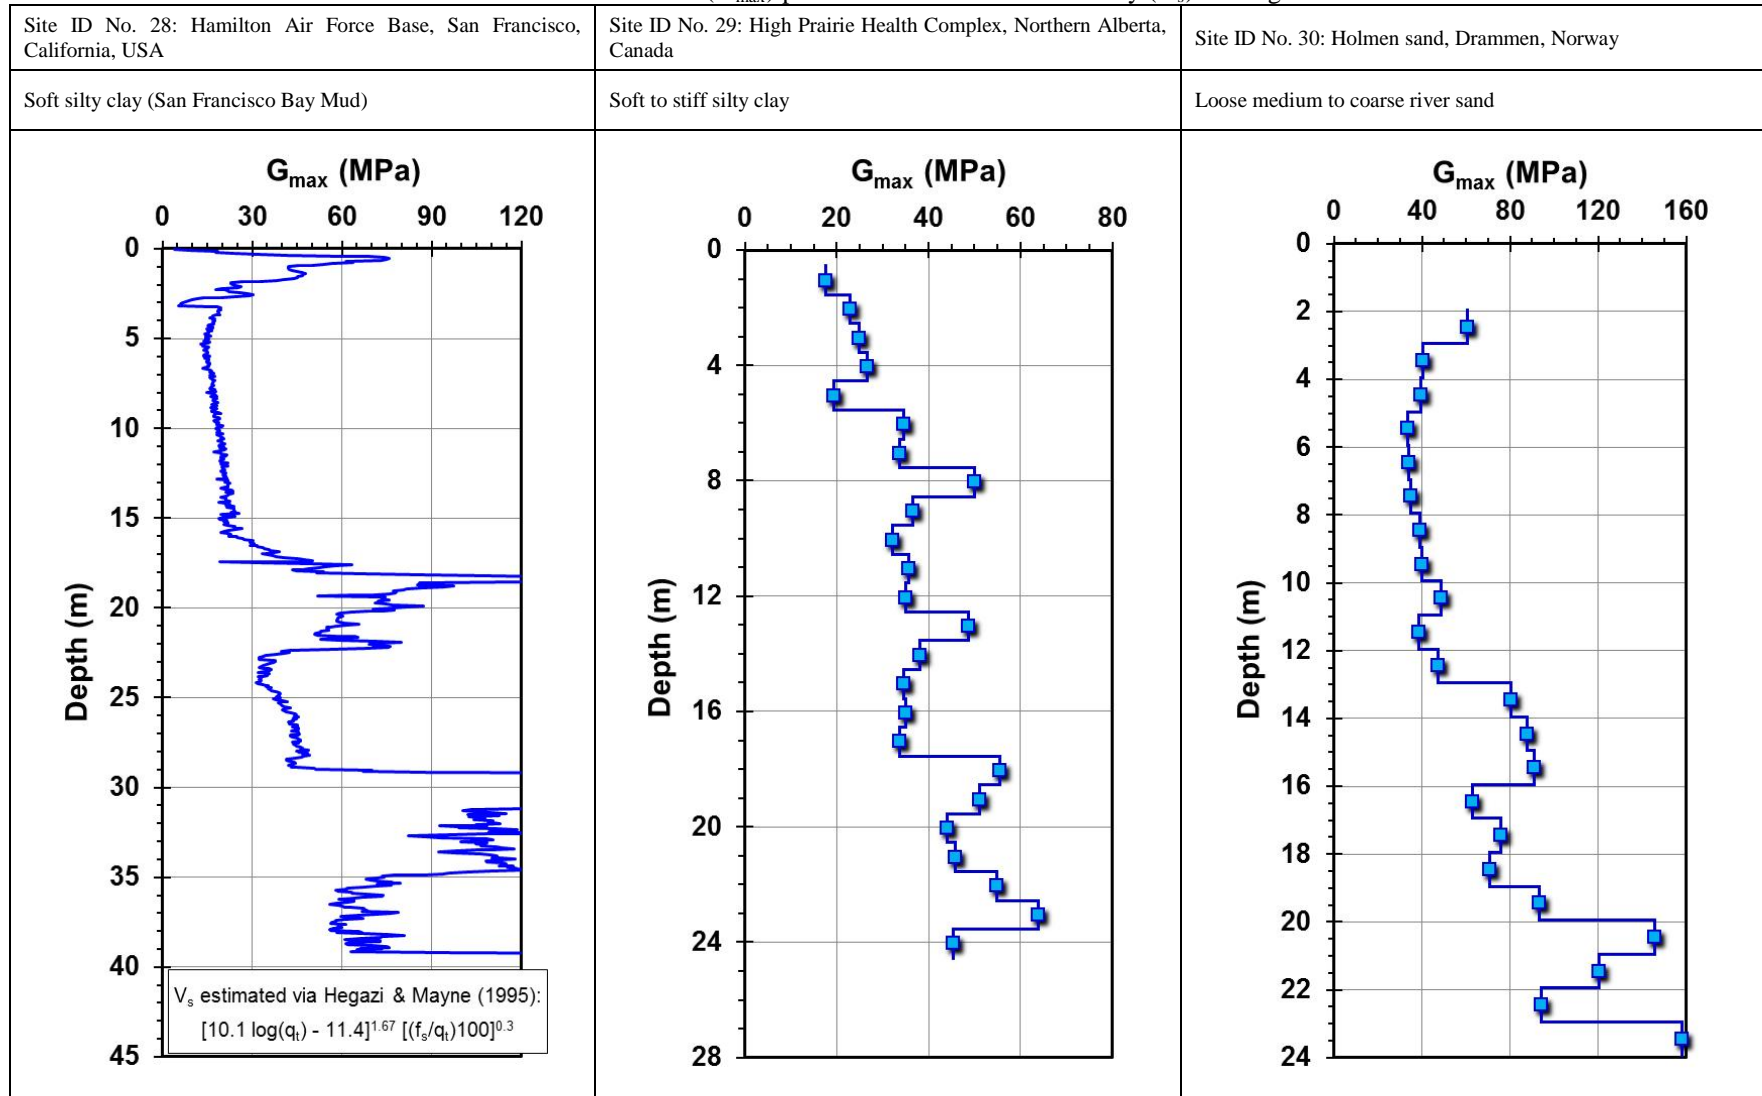 Site ID No. 28: Hamilton Air Force Base, San Francisco,
California, USA
Site ID No. 29: High Prairie Health Complex, Northern Alberta,
Canada
Site ID No. 30: Holmen sand, Drammen, Norway
Soft silty clay (San Francisco Bay Mud)
Soft to stiff silty clay
Loose medium to coarse river sand
Gmax (MPa)
0 30 60 90 120
0
5
10
15
20
25
30
35
40
45
Depth (m)
Vs estimated via Hegazi & Mayne (1995):
[10.1 log(qt) - 11.4]^1.67 [(fs/qt)100]^0.3
Gmax (MPa)
0 20 40 60 80
0
4
8
12
16
20
24
28
Depth (m)
Gmax (MPa)
0 40 80 120 160
0
2
4
6
8
10
12
14
16
18
20
22
24
Depth (m)